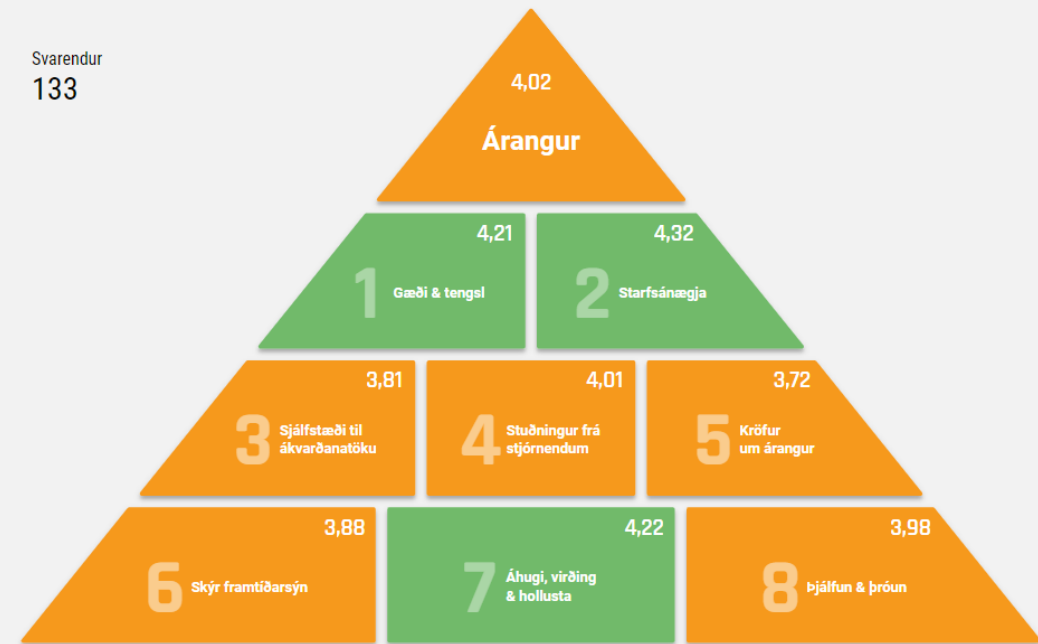 Svarendur
133
4,02
Árangur
4,21
1
Gæði & tengsl
4,32
2
Starfsánægja
3,81
3
Sjálfstæði til
ákvarðanatöku
4,01
4
Stuðningur frá
stjórnendum
3,72
5
Kröfur
um árangur
3,88
6
Skýr framtíðarsýn
4,22
7
Áhugi, virðing
& hollusta
3,98
8
Þjálfun & þróun